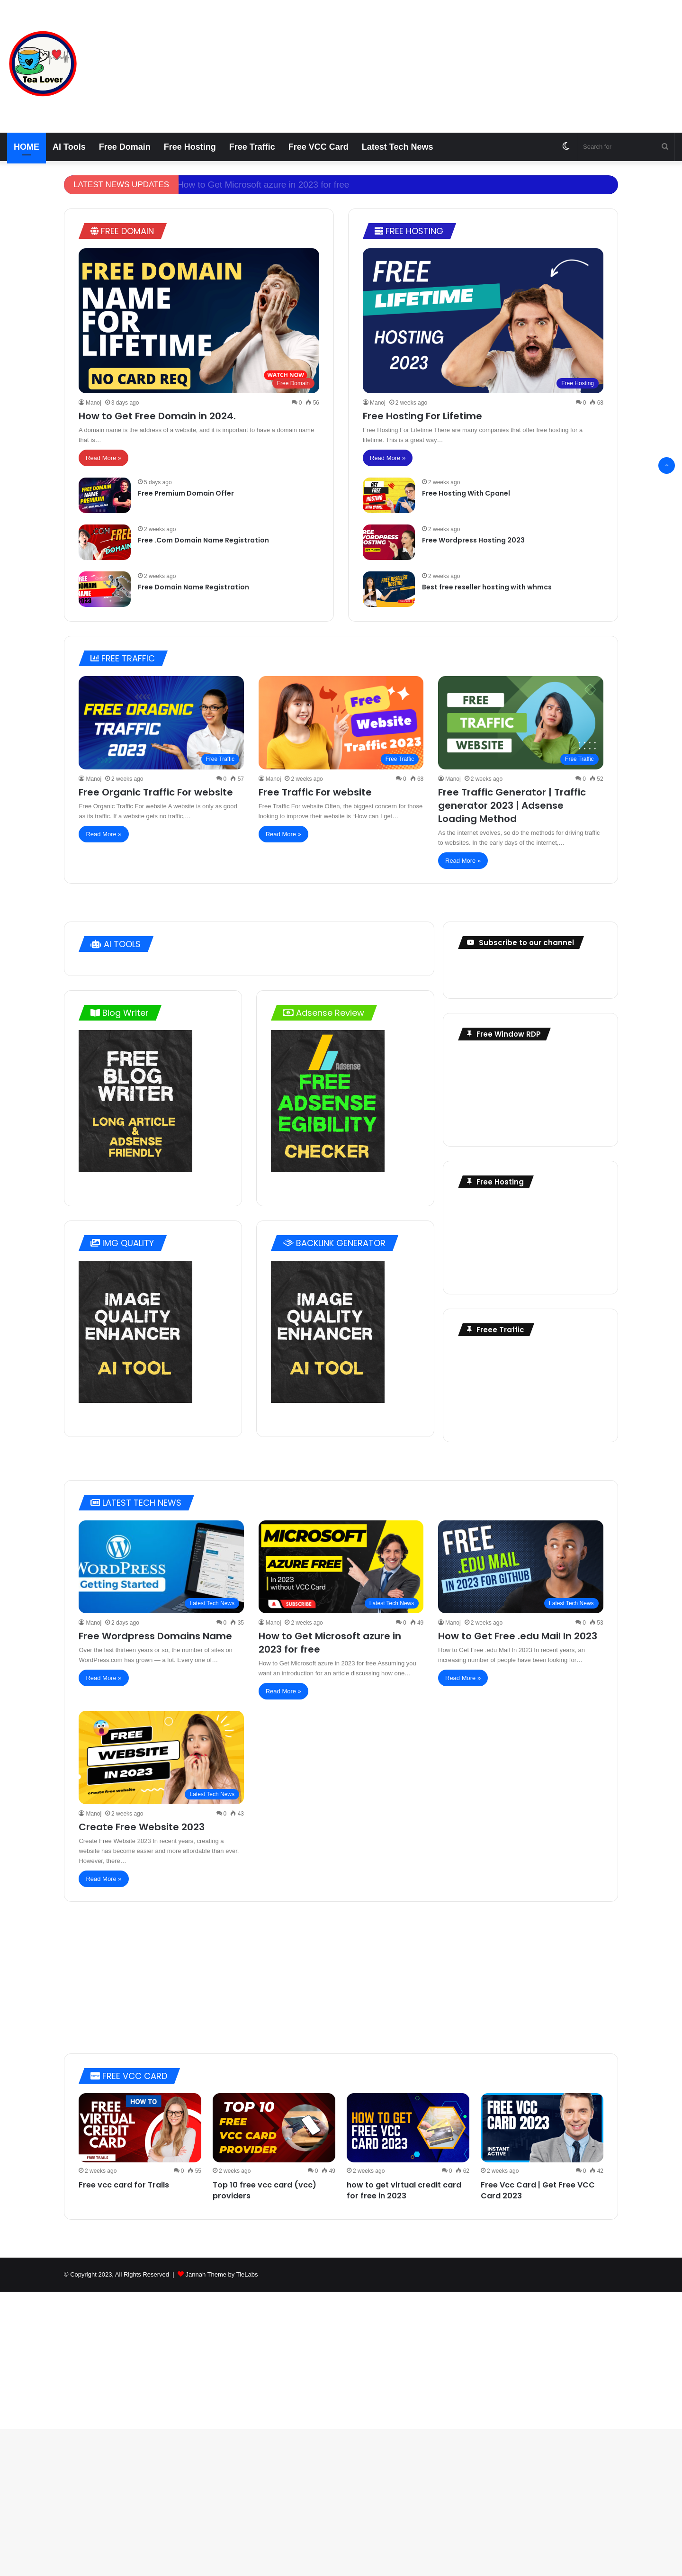 Tea Lover
HOME
AI Tools
Free Domain
Free Hosting
Free Traffic
Free VCC Card
Latest Tech News
Search for
LATEST NEWS UPDATES
How to Get Microsoft azure in 2023 for free
FREE DOMAIN
FREE DOMAIN
NAME
FOR
LIFETIME
NO CARD REQ
WATCH NOW
Free Domain
Manoj 3 days ago 0 56
How to Get Free Domain in 2024.
A domain name is the address of a website, and it is important to have a domain name
that is…
Read More »
5 days ago
Free Premium Domain Offer
2 weeks ago
Free .Com Domain Name Registration
2 weeks ago
Free Domain Name Registration
FREE HOSTING
FREE
LIFETIME
HOSTING
2023
Free Hosting
Manoj 2 weeks ago 0 68
Free Hosting For Lifetime
Free Hosting For Lifetime There are many companies that offer free hosting for a
lifetime. This is a great way…
Read More »
2 weeks ago
Free Hosting With Cpanel
2 weeks ago
Free Wordpress Hosting 2023
2 weeks ago
Best free reseller hosting with whmcs
FREE TRAFFIC
FREE ORAGNIC
TRAFFIC
2023
Free Traffic
Manoj 2 weeks ago 0 57
Free Organic Traffic For website
Free Organic Traffic For website A website is only as good
as its traffic. If a website gets no traffic,…
Read More »
Free
Website
Traffic 2023
Free Traffic
Manoj 2 weeks ago 0 68
Free Traffic For website
Free Traffic For website Often, the biggest concern for those
looking to improve their website is "How can I get…
Read More »
FREE
TRAFFIC
WEBSITE
Free Traffic
Manoj 2 weeks ago 0 52
Free Traffic Generator | Traffic
generator 2023 | Adsense
Loading Method
As the internet evolves, so do the methods for driving traffic
to websites. In the early days of the internet,…
Read More »
AI TOOLS
Blog Writer
FREE
BLOG
WRITER
LONG ARTICLE
&
ADSENSE
FRIENDLY
Adsense Review
Adsense
FREE
ADSENSE
EGIBILITY
CHECKER
IMG QUALITY
IMAGE
QUALITY
ENHANCER
AI TOOL
BACKLINK GENERATOR
IMAGE
QUALITY
ENHANCER
AI TOOL
Subscribe to our channel
Free Window RDP
Free Hosting
Freee Traffic
LATEST TECH NEWS
WORDPRESS
Getting Started
Latest Tech News
Manoj 2 days ago 0 35
Free Wordpress Domains Name
Over the last thirteen years or so, the number of sites on
WordPress.com has grown — a lot. Every one of…
Read More »
MICROSOFT
AZURE FREE
In 2023
without VCC Card
SUBSCRIBE
Latest Tech News
Manoj 2 weeks ago 0 49
How to Get Microsoft azure in
2023 for free
How to Get Microsoft azure in 2023 for free Assuming you
want an introduction for an article discussing how one…
Read More »
FREE
.EDU MAIL
IN 2023 FOR GITHUB
Latest Tech News
Manoj 2 weeks ago 0 53
How to Get Free .edu Mail In 2023
How to Get Free .edu Mail In 2023 In recent years, an
increasing number of people have been looking for…
Read More »
FREE
WEBSITE
IN 2023
create free website
Latest Tech News
Manoj 2 weeks ago 0 43
Create Free Website 2023
Create Free Website 2023 In recent years, creating a
website has become easier and more affordable than ever.
However, there…
Read More »
FREE VCC CARD
HOW TO
FREE
VIRTUAL
CREDIT
CARD
FREE TRAILS
2 weeks ago 0 55
Free vcc card for Trails
TOP 10
FREE
VCC CARD
PROVIDER
2 weeks ago 0 49
Top 10 free vcc card (vcc)
providers
HOW TO GET
FREE VCC
CARD 2023
2 weeks ago 0 62
how to get virtual credit card
for free in 2023
FREE VCC
CARD 2023
INSTANT
ACTIVE
2 weeks ago 0 42
Free Vcc Card | Get Free VCC
Card 2023
© Copyright 2023, All Rights Reserved | Jannah Theme by TieLabs